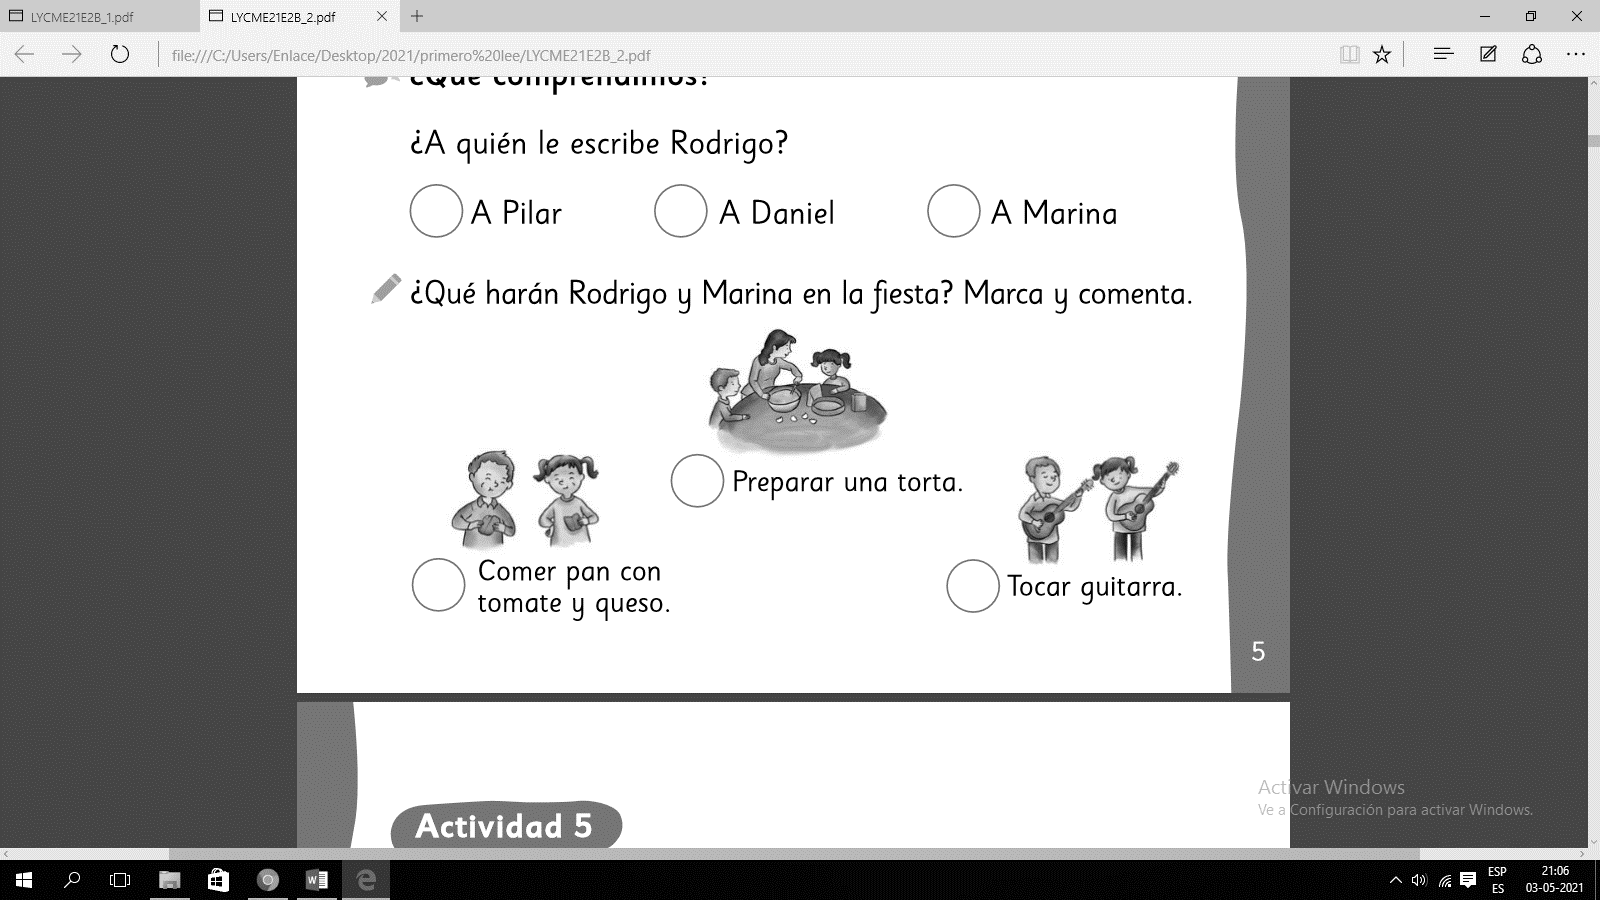 LYCME21E2B_1.pdf
LYCME21E2B_2.pdf
file:///C:/Users/Enlace/Desktop/2021/primero%20lee/LYCME21E2B_2.pdf
¿Qué comprendimos?
¿A quién le escribe Rodrigo?
A Pilar
A Daniel
A Marina
¿Qué harán Rodrigo y Marina en la fiesta? Marca y comenta.
Preparar una torta.
Comer pan con
tomate y queso.
Tocar guitarra.
5
Activar Windows
Ve a Configuración para activar Windows.
Actividad 5
ESP
ES
21:06
03-05-2021